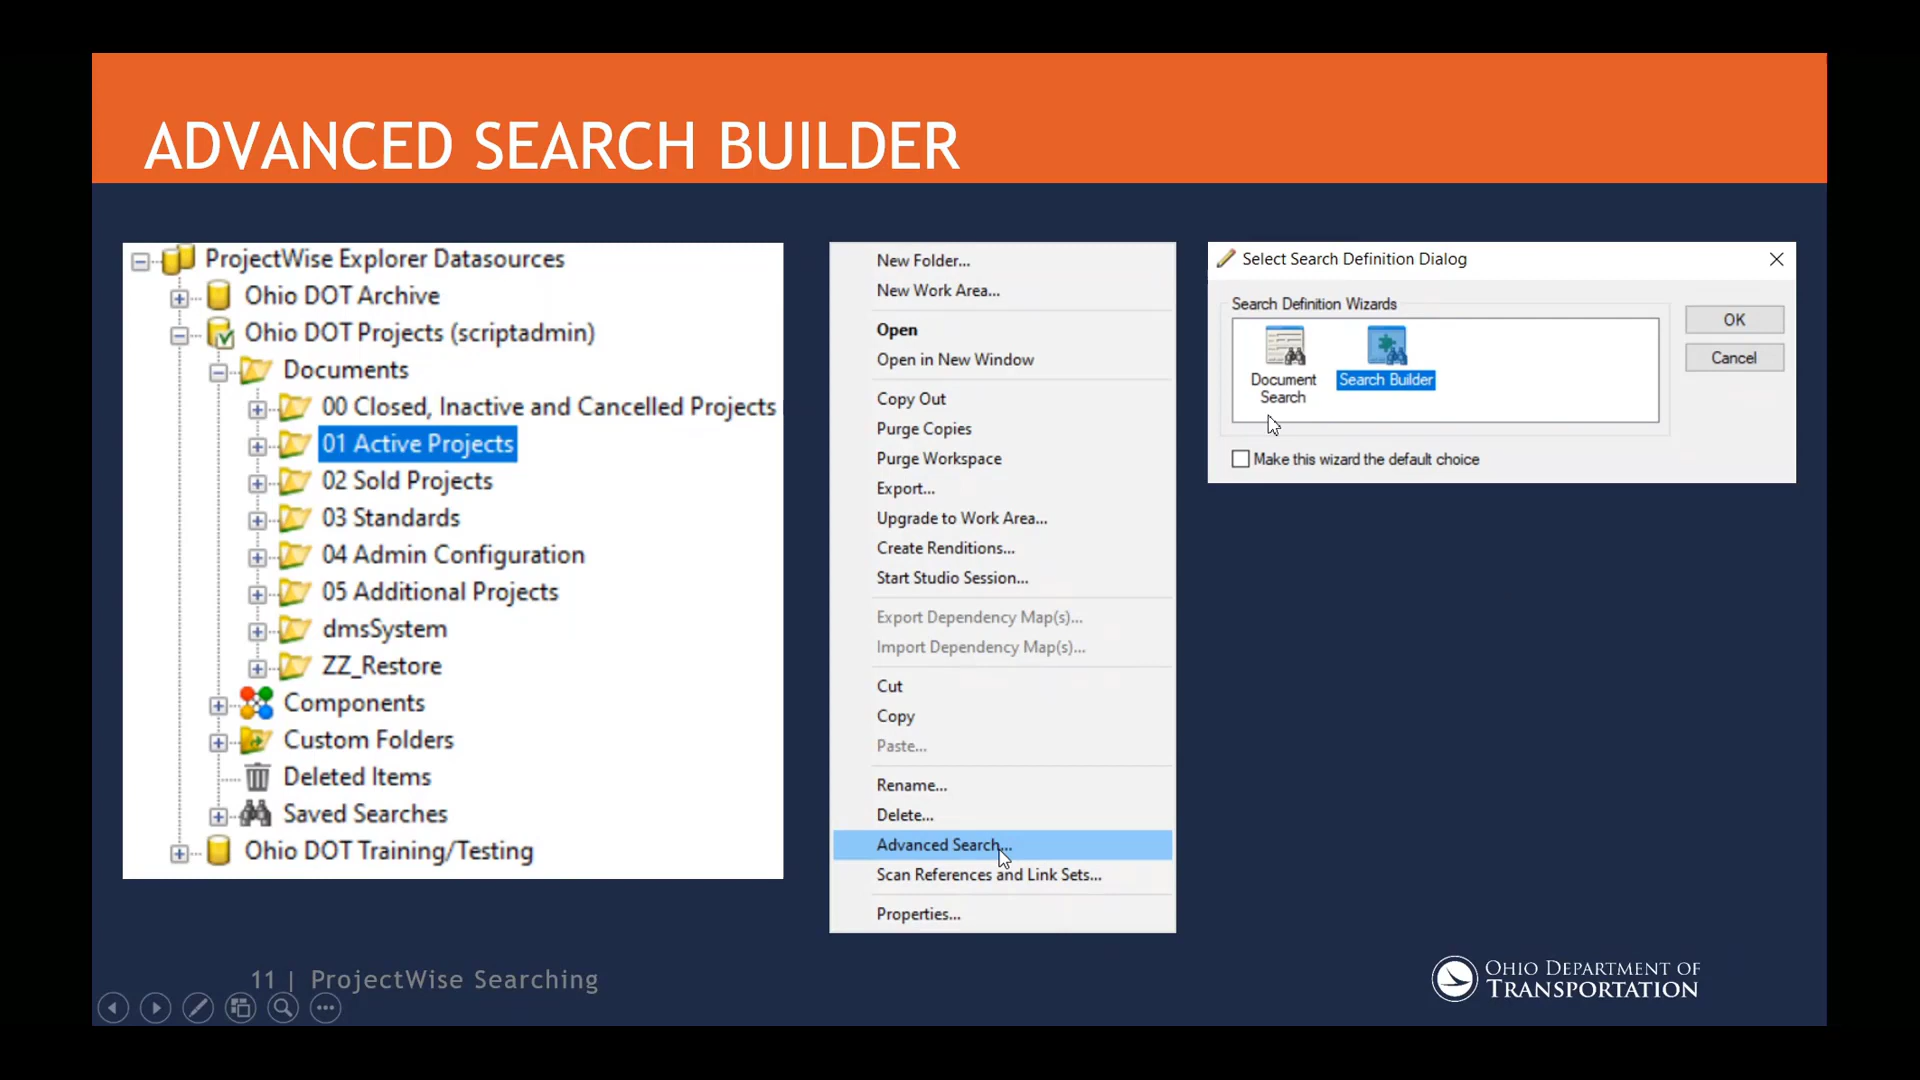 ADVANCED SEARCH BUILDER
ProjectWise Explorer Datasources
Ohio DOT Archive
Ohio DOT Projects (scriptadmin)
Documents
00 Closed, Inactive and Cancelled Projects
01 Active Projects
02 Sold Projects
03 Standards
04 Admin Configuration
05 Additional Projects
dmsSystem
ZZ_Restore
Components
Custom Folders
Deleted Items
Saved Searches
Ohio DOT Training/Testing
New Folder...
New Work Area...
Open
Open in New Window
Copy Out
Purge Copies
Purge Workspace
Export...
Upgrade to Work Area...
Create Renditions...
Start Studio Session...
Export Dependency Map(s)...
Import Dependency Map(s)...
Cut
Copy
Paste...
Rename...
Delete...
Advanced Search...
Scan References and Link Sets...
Properties...
Select Search Definition Dialog
Search Definition Wizards
Document
Search
Search Builder
OK
Cancel
Make this wizard the default choice
11 | ProjectWise Searching
OHIO DEPARTMENT OF
TRANSPORTATION